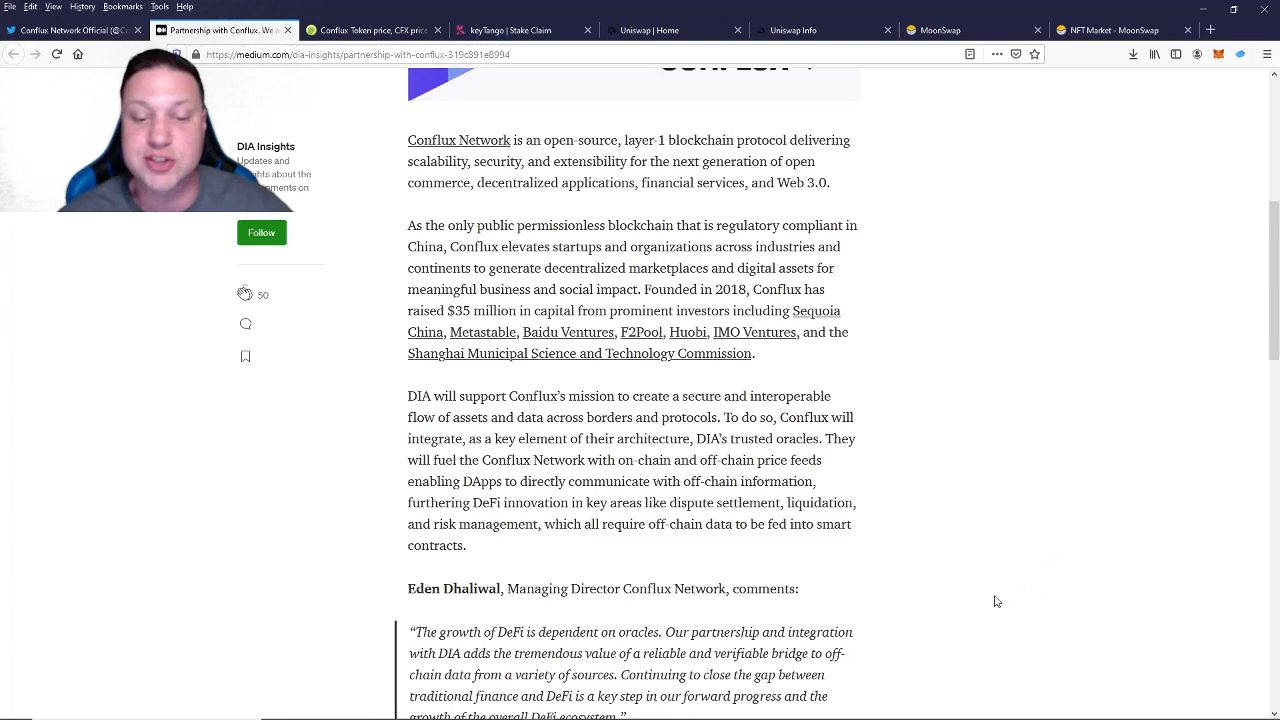 File Edit View History Bookmarks Tools Help
Conflux Network Official (@Co
Partnership with Conflux. We a
Conflux Token price, CFX price
keyTango | Stake Claim
Uniswap | Home
Uniswap Info
MoonSwap
NFT Market - MoonSwap
https://medium.com/dia-insights/partnership-with-conflux-319c891e8994
DIA Insights
Updates and
insights about the
Follow
50
Conflux Network is an open-source, layer-1 blockchain protocol delivering
scalability, security, and extensibility for the next generation of open
commerce, decentralized applications, financial services, and Web 3.0.
As the only public permissionless blockchain that is regulatory compliant in
China, Conflux elevates startups and organizations across industries and
continents to generate decentralized marketplaces and digital assets for
meaningful business and social impact. Founded in 2018, Conflux has
raised $35 million in capital from prominent investors including Sequoia
China, Metastable, Baidu Ventures, F2Pool, Huobi, IMO Ventures, and the
Shanghai Municipal Science and Technology Commission.
DIA will support Conflux’s mission to create a secure and interoperable
flow of assets and data across borders and protocols. To do so, Conflux will
integrate, as a key element of their architecture, DIA’s trusted oracles. They
will fuel the Conflux Network with on-chain and off-chain price feeds
enabling DApps to directly communicate with off-chain information,
furthering DeFi innovation in key areas like dispute settlement, liquidation,
and risk management, which all require off-chain data to be fed into smart
contracts.
Eden Dhaliwal, Managing Director Conflux Network, comments:
“The growth of DeFi is dependent on oracles. Our partnership and integration
with DIA adds the tremendous value of a reliable and verifiable bridge to off-
chain data from a variety of sources. Continuing to close the gap between
traditional finance and DeFi is a key step in our forward progress and the
growth of the overall DeFi ecosystem.”